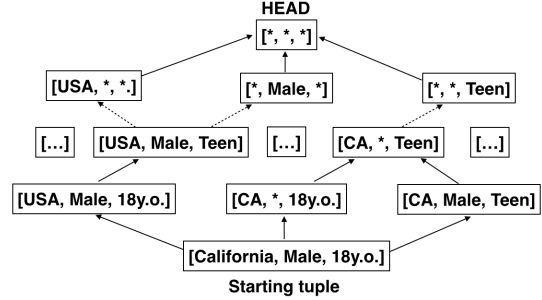 HEAD
[*, *, *]
[USA, *, *.]
[*, Male, *]
[*, *, Teen]
[...]
[USA, Male, Teen]
[...]
[CA, *, Teen]
[...]
[USA, Male, 18y.o.]
[CA, *, 18y.o.]
[CA, Male, Teen]
[California, Male, 18y.o.]
Starting tuple